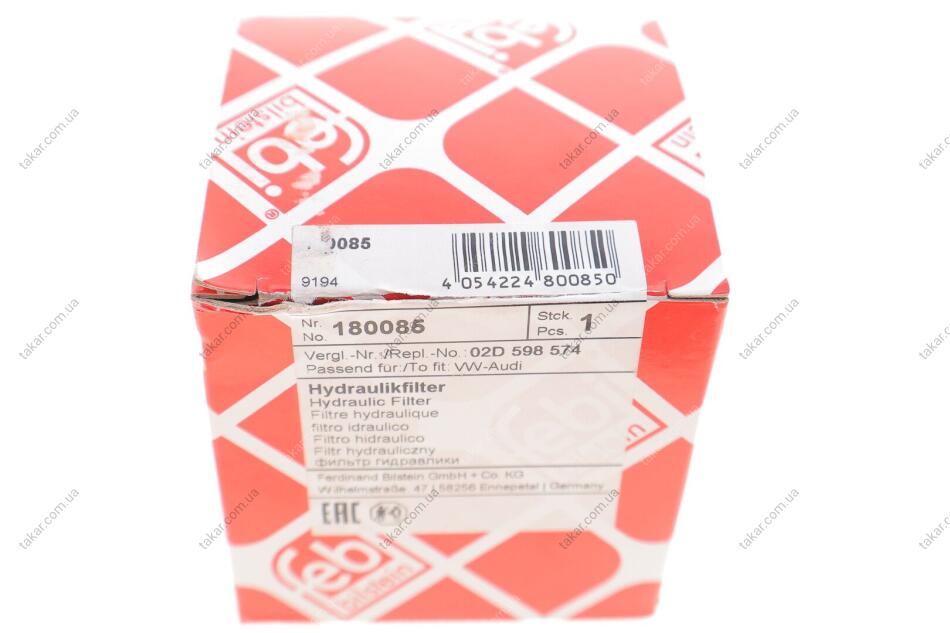 febi
bilstein
®
0085
9194
4 054224 800850
Nr.
No. 180085
Stck.
Pcs. 1
Vergl.-Nr./Repl.-No.: 02D 598 574
Passend für:/To fit: VW-Audi
Hydraulikfilter
Hydraulic Filter
Filtre hydraulique
filtro idraulico
Filtro hidraulico
Filtr hydrauliczny
фильтр гидравлики
Ferdinand Bilstein GmbH + Co. KG
Wilhelmstraße. 47 | 58256 Ennepetal | Germany
EAC
febi
bilstein
takar.com.ua